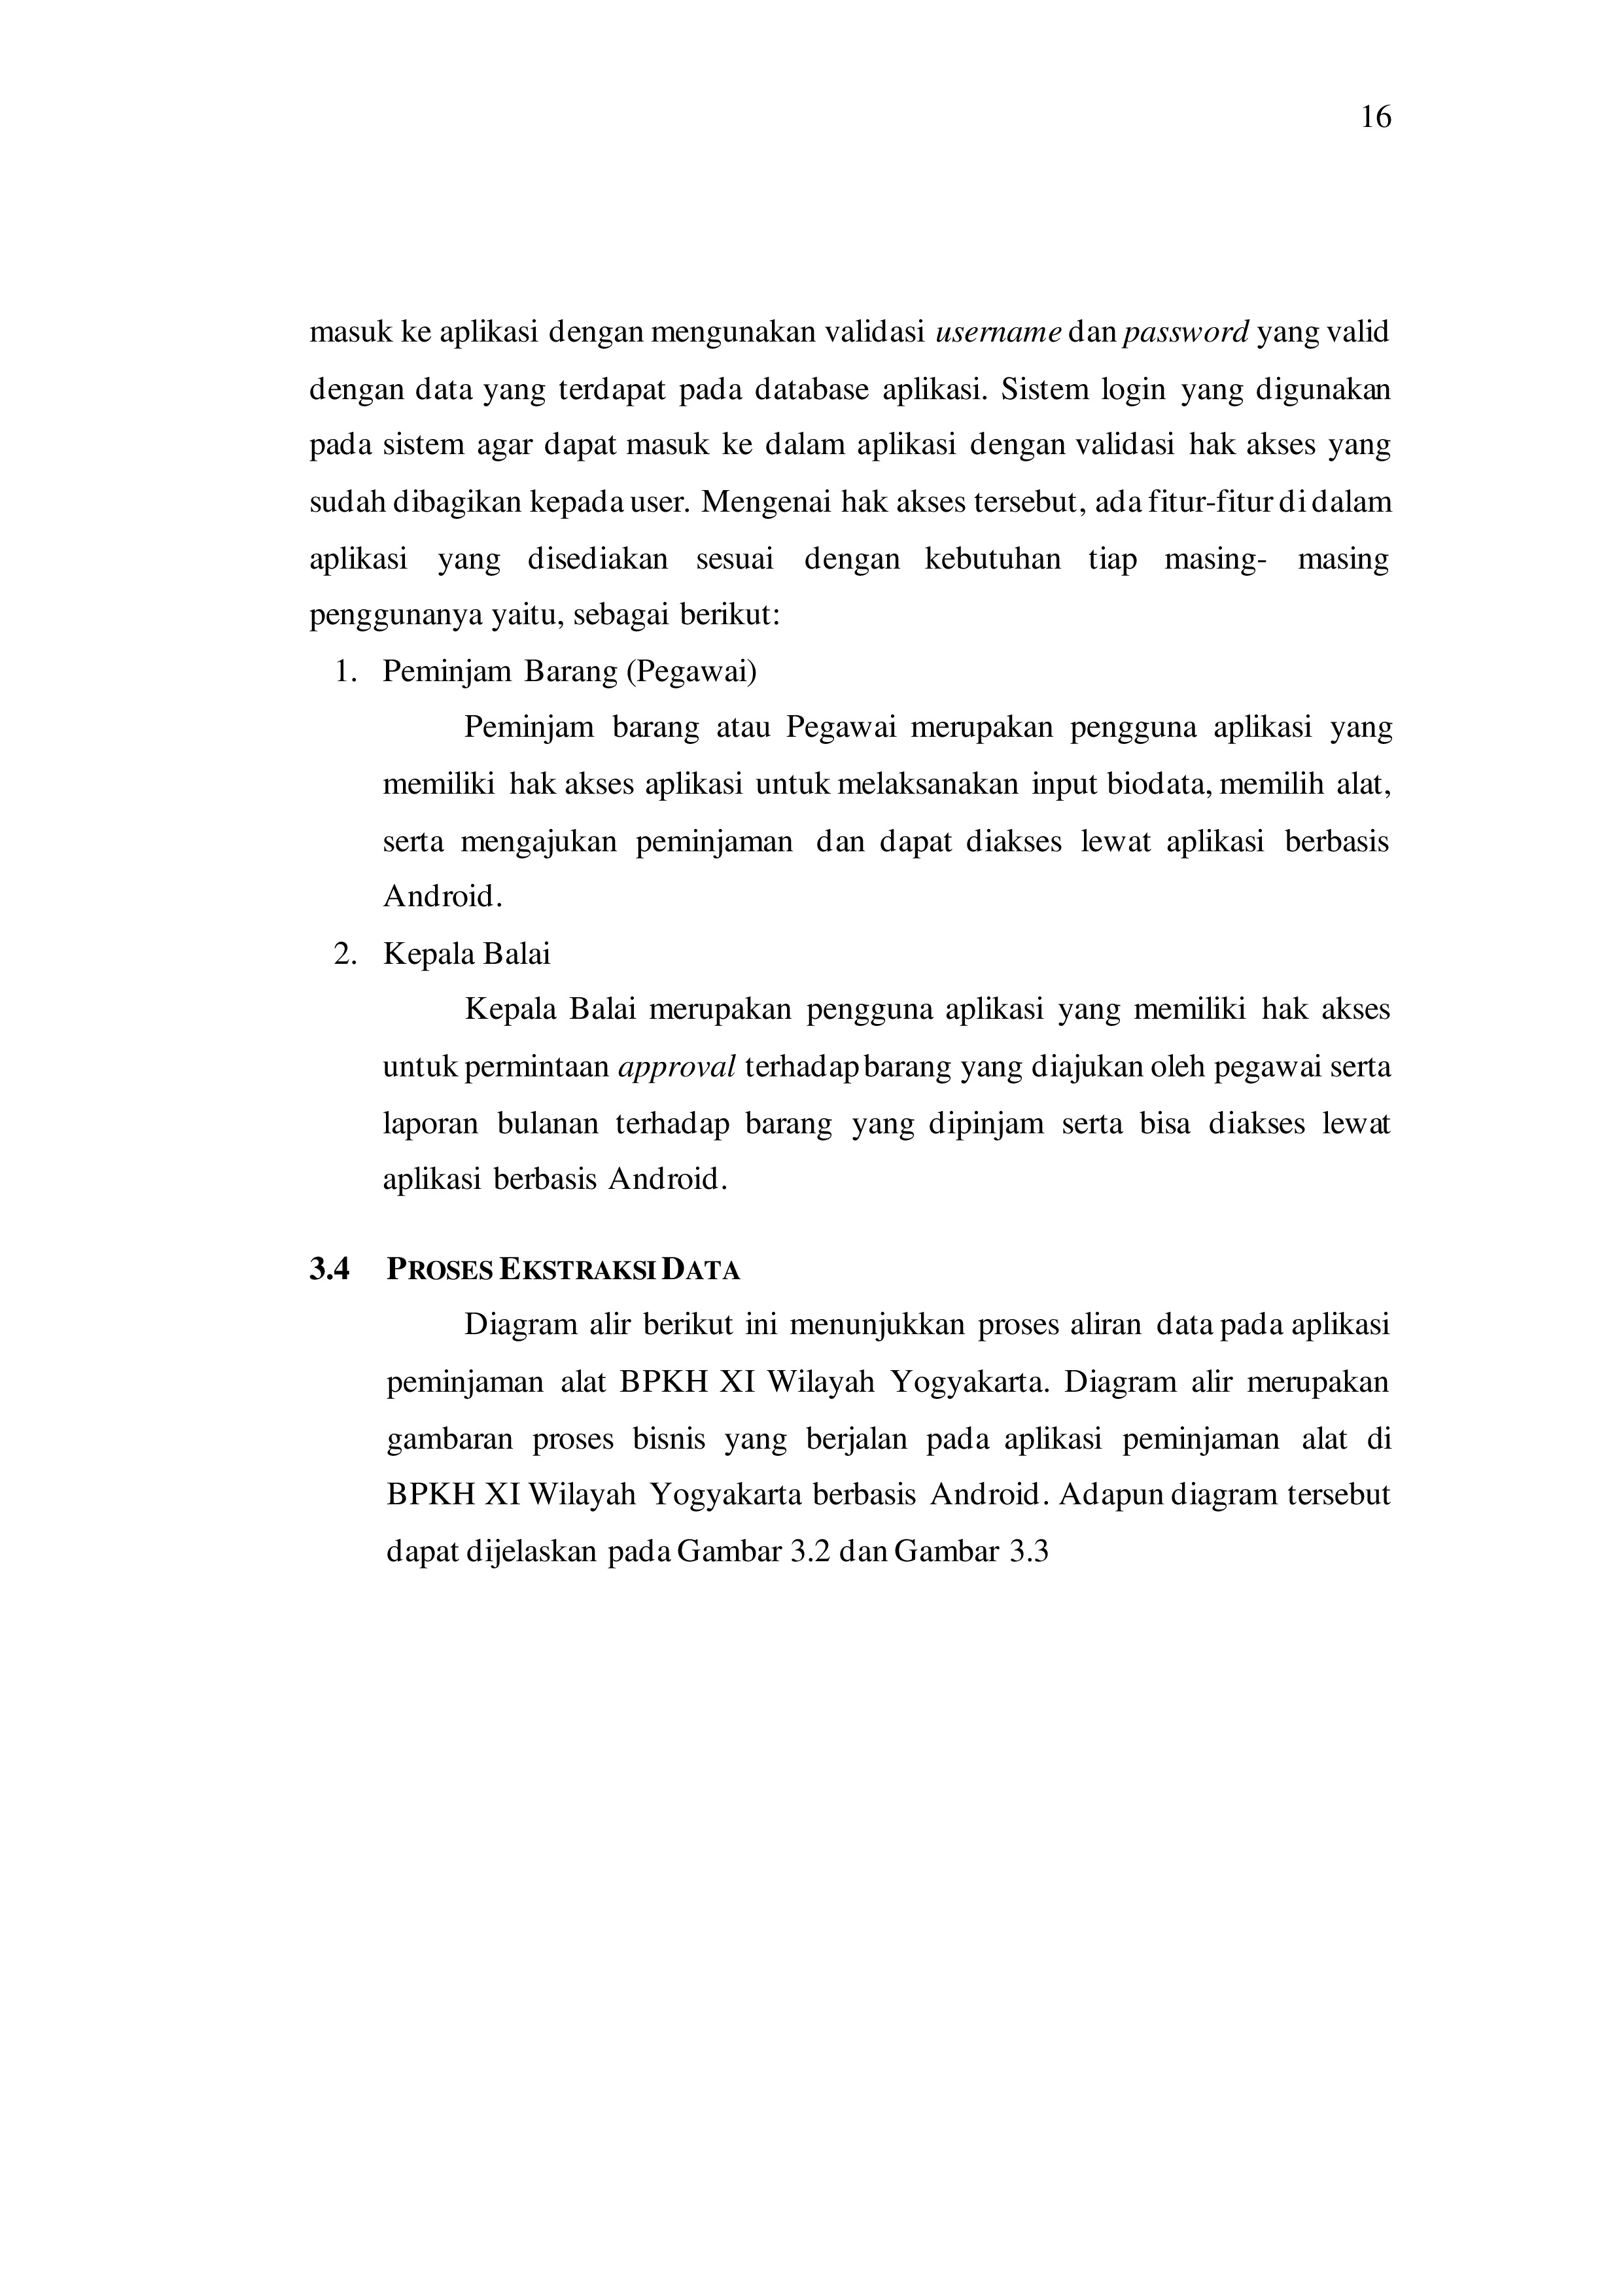 16
masuk ke aplikasi dengan mengunakan validasi username dan password yang valid
dengan data yang terdapat pada database aplikasi. Sistem login yang digunakan
pada sistem agar dapat masuk ke dalam aplikasi dengan validasi hak akses yang
sudah dibagikan kepada user. Mengenai hak akses tersebut, ada fitur-fitur di dalam
aplikasi yang disediakan sesuai dengan kebutuhan tiap masing- masing
penggunanya yaitu, sebagai berikut:
1. Peminjam Barang (Pegawai)
Peminjam barang atau Pegawai merupakan pengguna aplikasi yang
memiliki hak akses aplikasi untuk melaksanakan input biodata, memilih alat,
serta mengajukan peminjaman dan dapat diakses lewat aplikasi berbasis
Android.
2. Kepala Balai
Kepala Balai merupakan pengguna aplikasi yang memiliki hak akses
untuk permintaan approval terhadap barang yang diajukan oleh pegawai serta
laporan bulanan terhadap barang yang dipinjam serta bisa diakses lewat
aplikasi berbasis Android.
3.4 PROSES EKSTRAKSI DATA
Diagram alir berikut ini menunjukkan proses aliran data pada aplikasi
peminjaman alat BPKH XI Wilayah Yogyakarta. Diagram alir merupakan
gambaran proses bisnis yang berjalan pada aplikasi peminjaman alat di
BPKH XI Wilayah Yogyakarta berbasis Android. Adapun diagram tersebut
dapat dijelaskan pada Gambar 3.2 dan Gambar 3.3